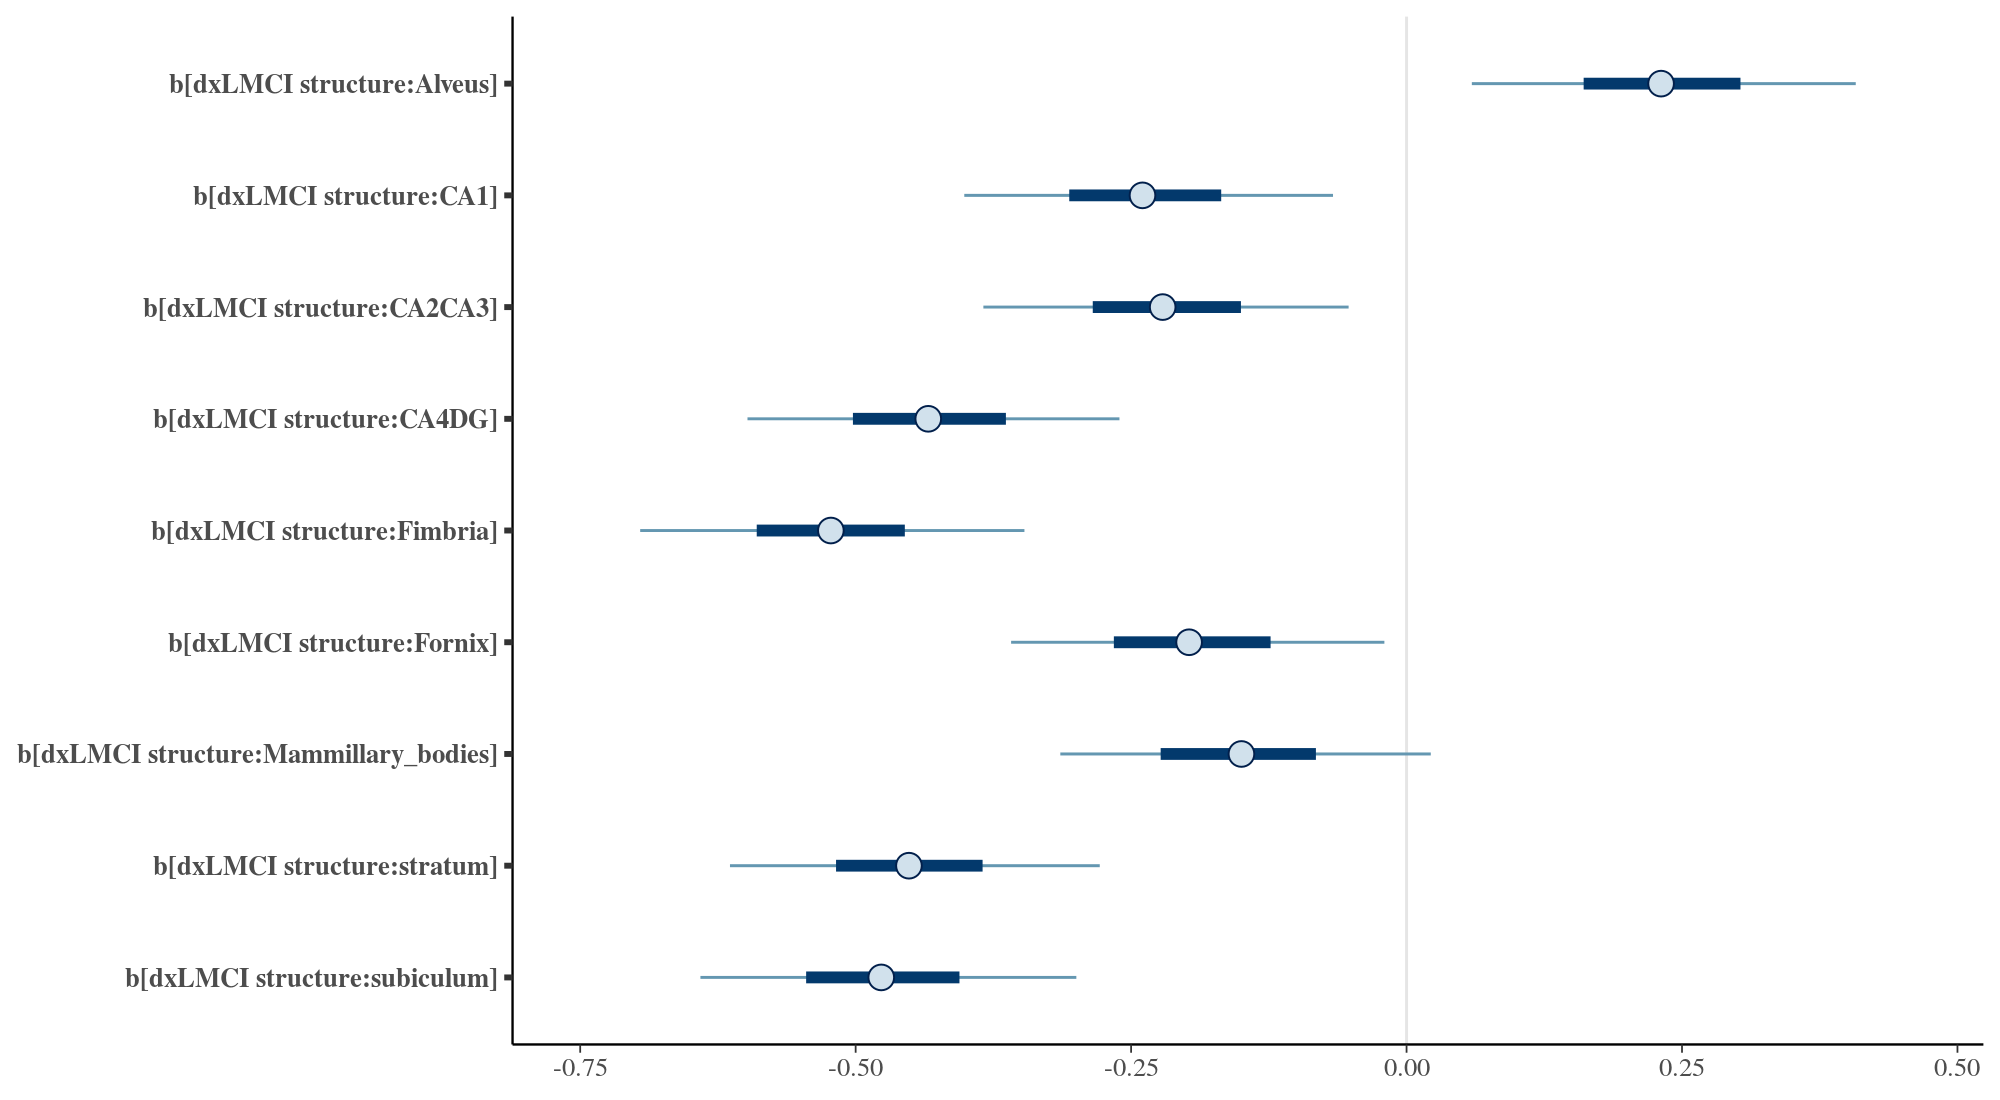 b[dxLMCI structure:Alveus]
b[dxLMCI structure:CA1]
b[dxLMCI structure:CA2CA3]
b[dxLMCI structure:CA4DG]
b[dxLMCI structure:Fimbria]
b[dxLMCI structure:Fornix]
b[dxLMCI structure:Mammillary_bodies]
b[dxLMCI structure:stratum]
b[dxLMCI structure:subiculum]
-0.75 -0.50 -0.25 0.00 0.25 0.50